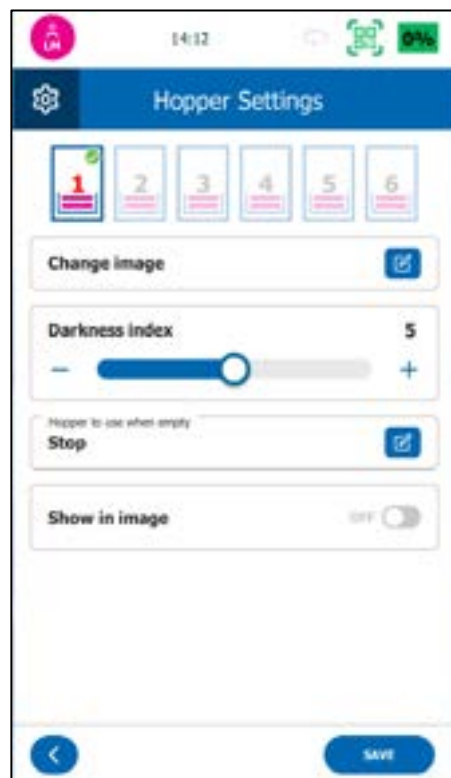 LM
14:12
0%
Hopper Settings
1 2 3 4 5 6
Change image
Darkness index 5
− +
Hopper to use when empty
Stop
Show in image OFF
SAVE